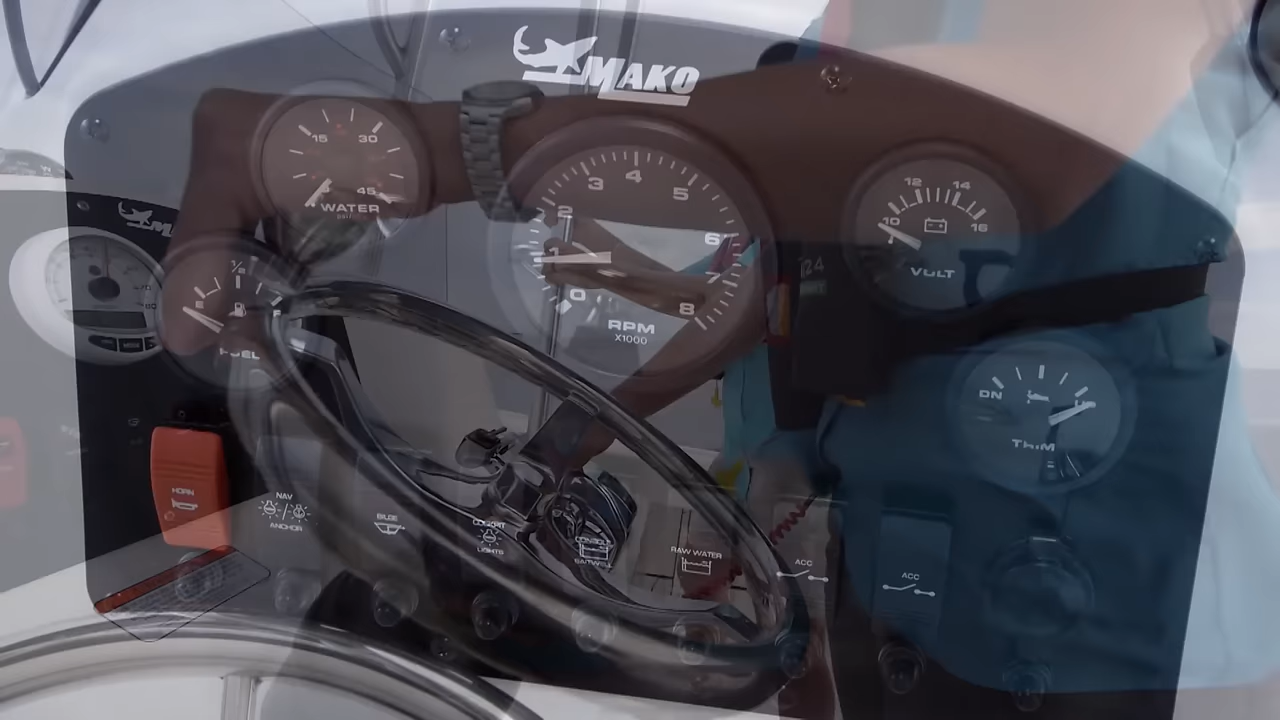 MAKO
15 30
45
WATER
PSI
3 4 5
2 6
1
0 8
RPM
X1000
12 14
10 16
VOLT
1/2
E F
FUEL
DN UP
TRIM
HORN
NAV
ANCHOR
BILGE
COCKPIT
LIGHTS
CONSOLE
BAITWELL
RAW WATER
ACC
ACC